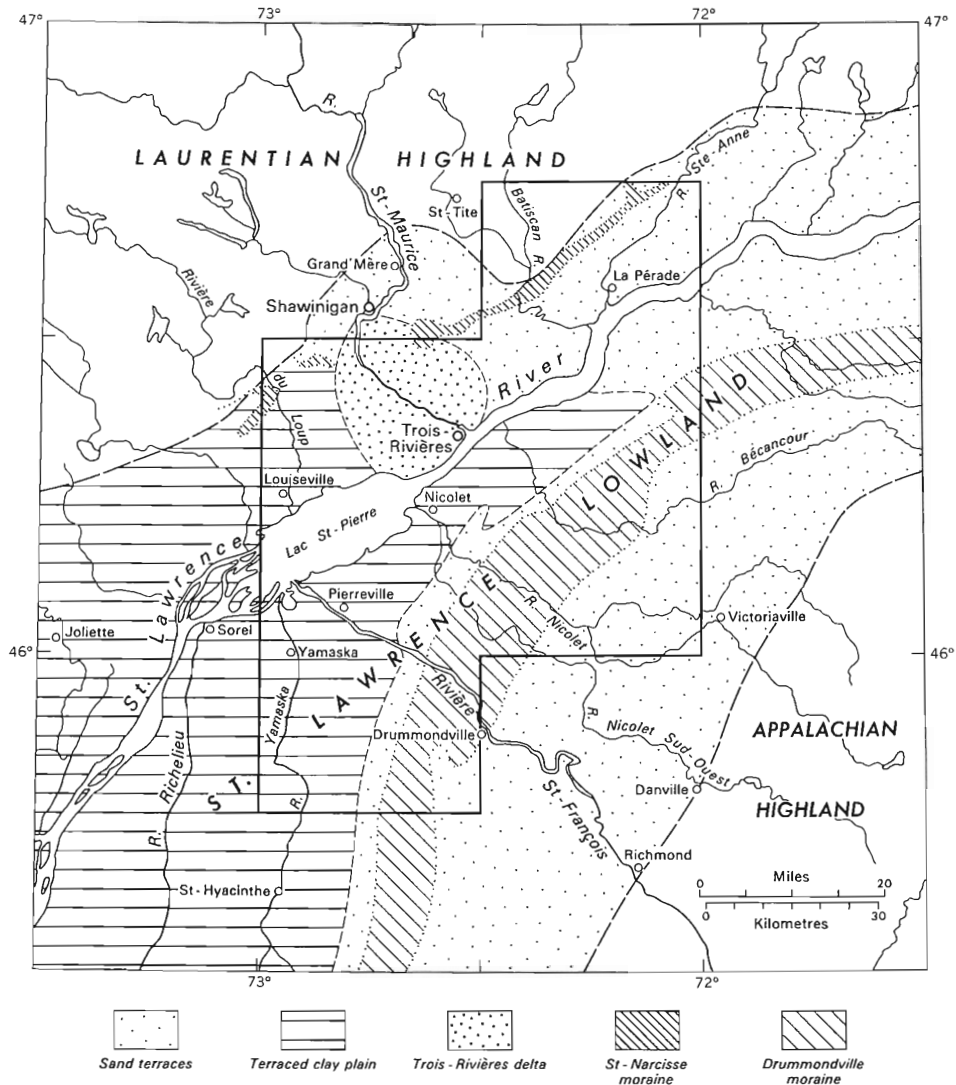 73°
72°
47°
47°
R.
LAURENTIAN HIGHLAND
St-Maurice
St-Tite
Batiscan R.
R. Ste-Anne
Grand'Mère
La Pérade
Rivière
Shawinigan
River
du Loup
Trois-
Rivières
LOWLAND
Bécancour
R.
Louiseville
Nicolet
Lac St-Pierre
St. Lawrence
Pierreville
R. Nicolet
Victoriaville
Joliette
Sorel
46°
46°
Yamaska
ST. LAWRENCE
Rivière
Yamaska R.
Richelieu
R.
Drummondville
R. Nicolet Sud-Ouest
APPALACHIAN
HIGHLAND
Danville
St-François
Richmond
St-Hyacinthe
0 Miles 20
0 Kilometres 30
73°
72°
Sand terraces
Terraced clay plain
Trois-Rivières delta
St-Narcisse
moraine
Drummondville
moraine